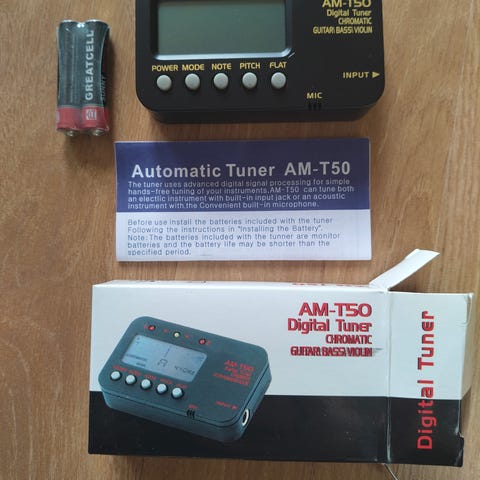 AM-T50
Digital Tuner
CHROMATIC
GUITAR\BASS\VIOLIN
POWER MODE NOTE PITCH FLAT
INPUT
MIC
GREATCELL
SUNNY
Automatic Tuner AM-T50
The tuner uses advanced digital signal processing for simple
hands-free tuning of your instruments,AM-T50 can tune both
an electlic instrument with built-in input jack or an acoustic
instrument with the Convenient built-in microphone.
Before use install the batteries included with the tuner
Following the instructions in "Installing the Battery".
Note: The batteries included with the tunner are monitor
batteries and the battery life may be shorter than the
specified period.
AM-T50
Digital Tuner
CHROMATIC
GUITAR\BASS\VIOLIN
AM-T50
INPUT
Digital Tuner